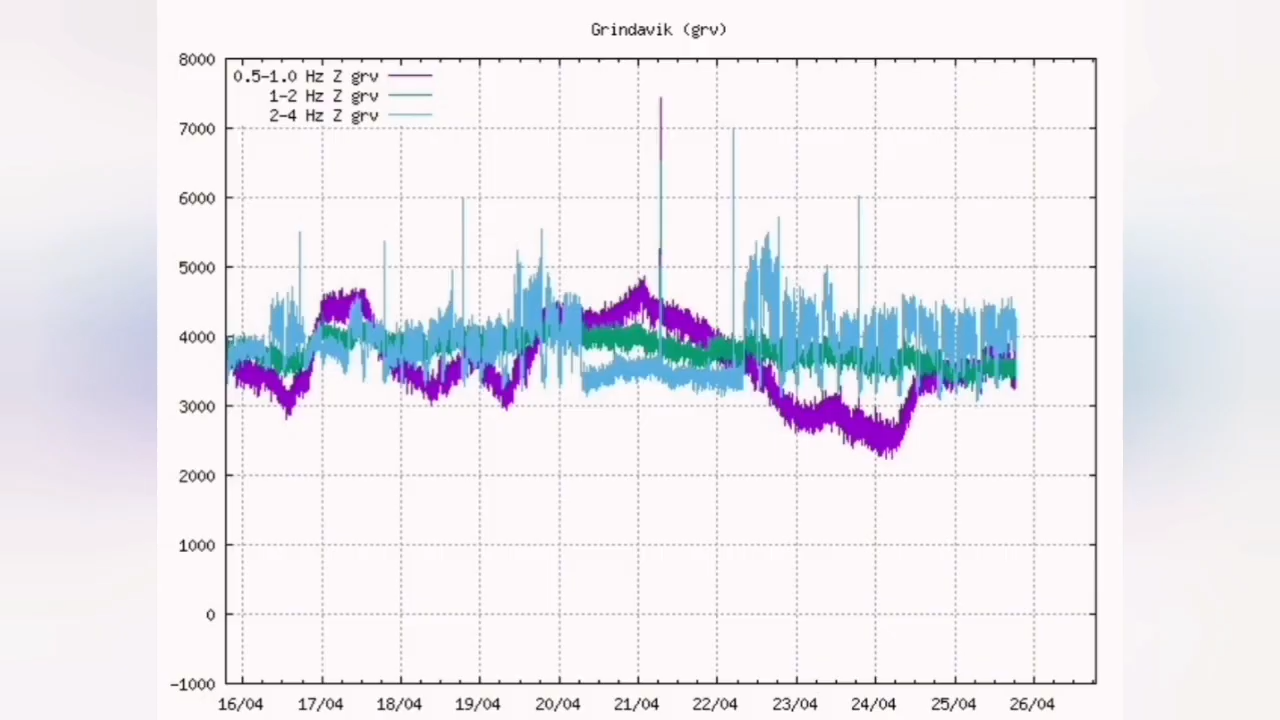 Grindavik (grv)
8000
0.5-1.0 Hz Z grv
1-2 Hz Z grv
2-4 Hz Z grv
7000
6000
5000
4000
3000
2000
1000
0
-1000
16/04 17/04 18/04 19/04 20/04 21/04 22/04 23/04 24/04 25/04 26/04